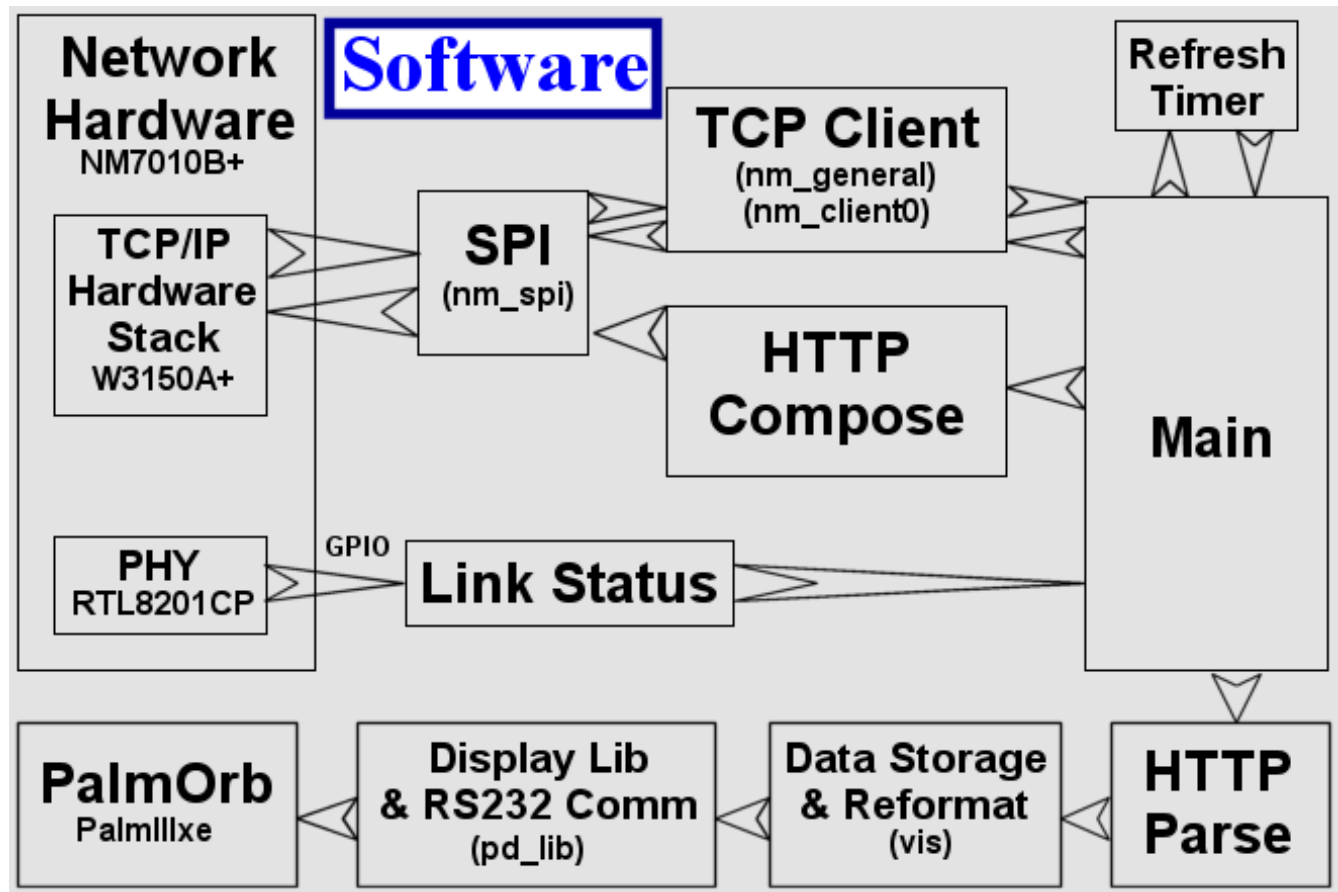 Network
Hardware
NM7010B+
Software
Refresh
Timer
TCP Client
(nm_general)
(nm_client0)
TCP/IP
Hardware
Stack
W3150A+
SPI
(nm_spi)
HTTP
Compose
Main
PHY
RTL8201CP
GPIO
Link Status
PalmOrb
PalmIIIxe
Display Lib
& RS232 Comm
(pd_lib)
Data Storage
& Reformat
(vis)
HTTP
Parse